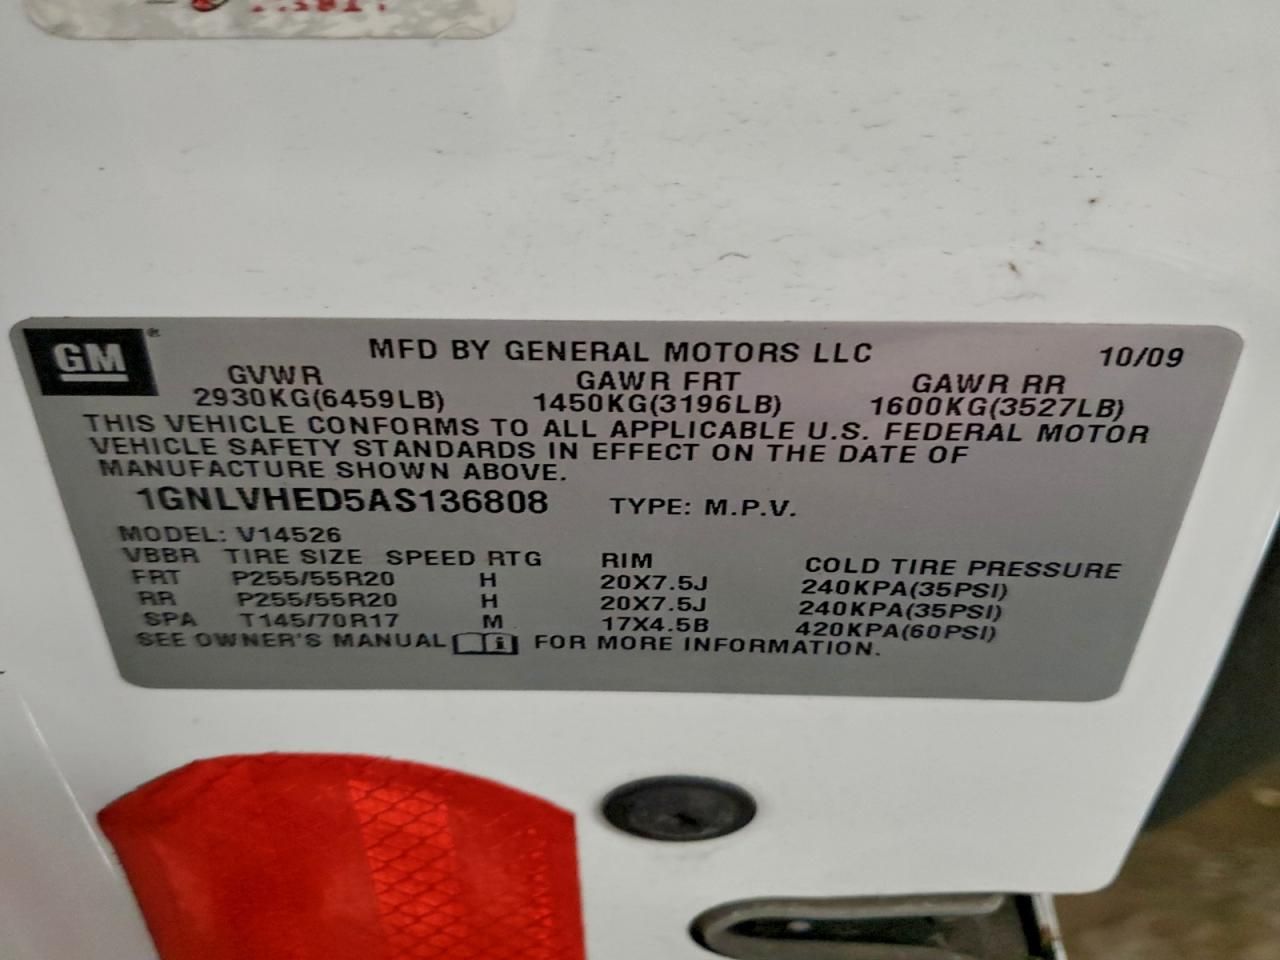 GM
MFD BY GENERAL MOTORS LLC 10/09
GVWR GAWR FRT GAWR RR
2930KG(6459LB) 1450KG(3196LB) 1600KG(3527LB)
THIS VEHICLE CONFORMS TO ALL APPLICABLE U.S. FEDERAL MOTOR
VEHICLE SAFETY STANDARDS IN EFFECT ON THE DATE OF
MANUFACTURE SHOWN ABOVE.
1GNLVHED5AS136808 TYPE: M.P.V.
MODEL: V14526
VBBR TIRE SIZE SPEED RTG RIM COLD TIRE PRESSURE
FRT P255/55R20 H 20X7.5J 240KPA(35PSI)
RR P255/55R20 H 20X7.5J 240KPA(35PSI)
SPA T145/70R17 M 17X4.5B 420KPA(60PSI)
SEE OWNER'S MANUAL i FOR MORE INFORMATION.